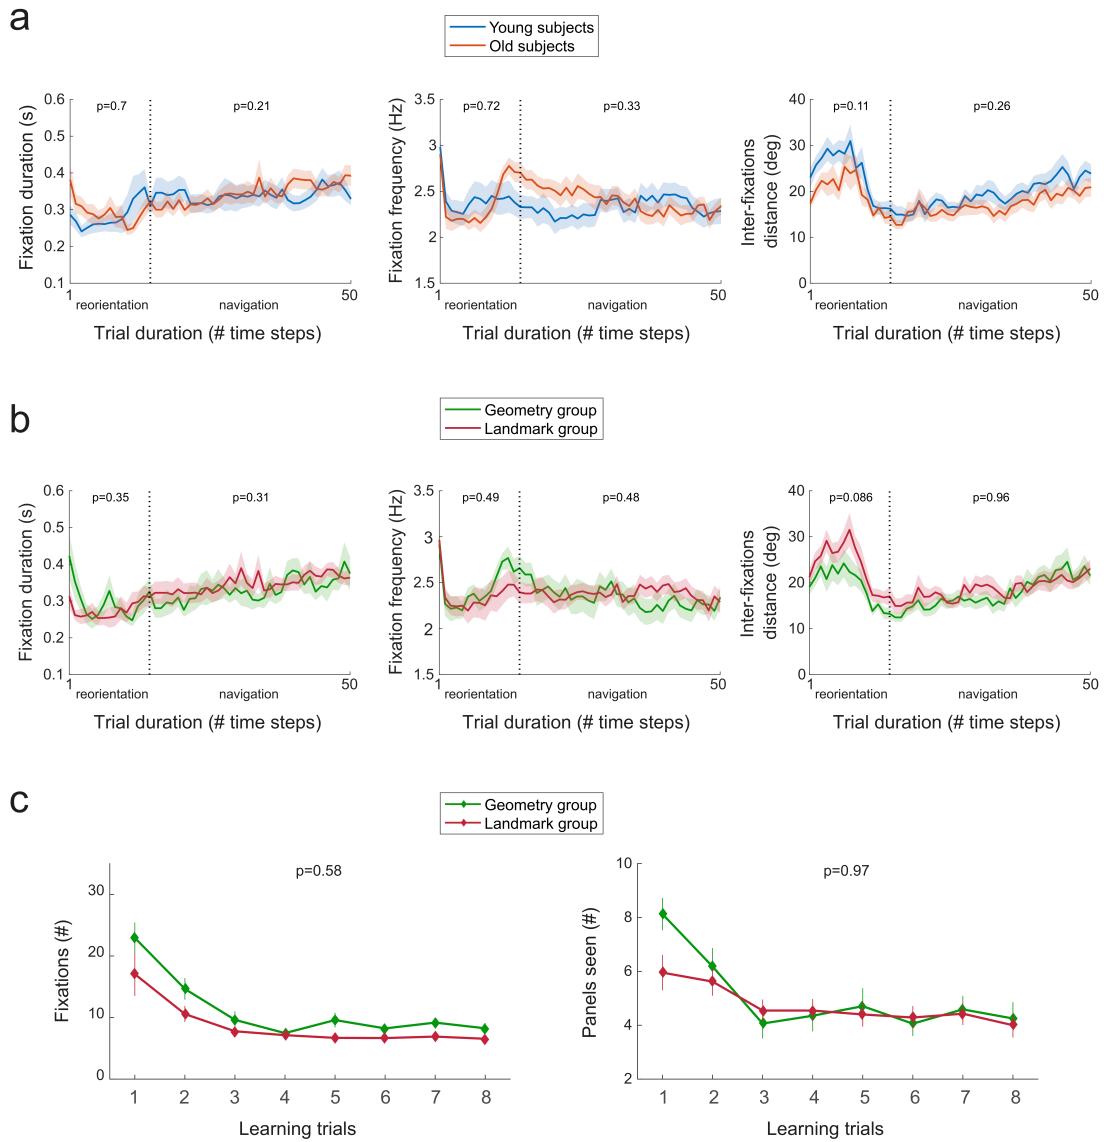 a
Young subjects
Old subjects
Fixation duration (s)
0.6
0.5
0.4
0.3
0.2
0.1
p=0.7
p=0.21
1
reorientation
navigation
50
Trial duration (# time steps)
Fixation frequency (Hz)
3.5
3
2.5
2
1.5
p=0.72
p=0.33
1
reorientation
navigation
50
Trial duration (# time steps)
Inter-fixations
distance (deg)
40
30
20
10
0
p=0.11
p=0.26
1
reorientation
navigation
50
Trial duration (# time steps)
b
Geometry group
Landmark group
Fixation duration (s)
0.6
0.5
0.4
0.3
0.2
0.1
p=0.35
p=0.31
1
reorientation
navigation
50
Trial duration (# time steps)
Fixation frequency (Hz)
3.5
3
2.5
2
1.5
p=0.49
p=0.48
1
reorientation
navigation
50
Trial duration (# time steps)
Inter-fixations
distance (deg)
40
30
20
10
0
p=0.086
p=0.96
1
reorientation
navigation
50
Trial duration (# time steps)
c
Geometry group
Landmark group
Fixations (#)
30
20
10
0
p=0.58
1 2 3 4 5 6 7 8
Learning trials
Panels seen (#)
10
8
6
4
2
p=0.97
1 2 3 4 5 6 7 8
Learning trials